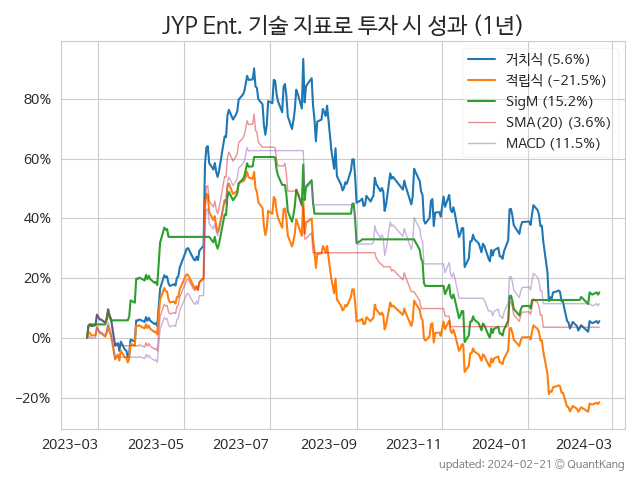 JYP Ent. 기술 지표로 투자 시 성과 (1년)
거치식 (5.6%)
적립식 (−21.5%)
SigM (15.2%)
SMA(20) (3.6%)
MACD (11.5%)
80%
60%
40%
20%
0%
−20%
2023-03 2023-05 2023-07 2023-09 2023-11 2024-01 2024-03
updated: 2024-02-21 © QuantKang